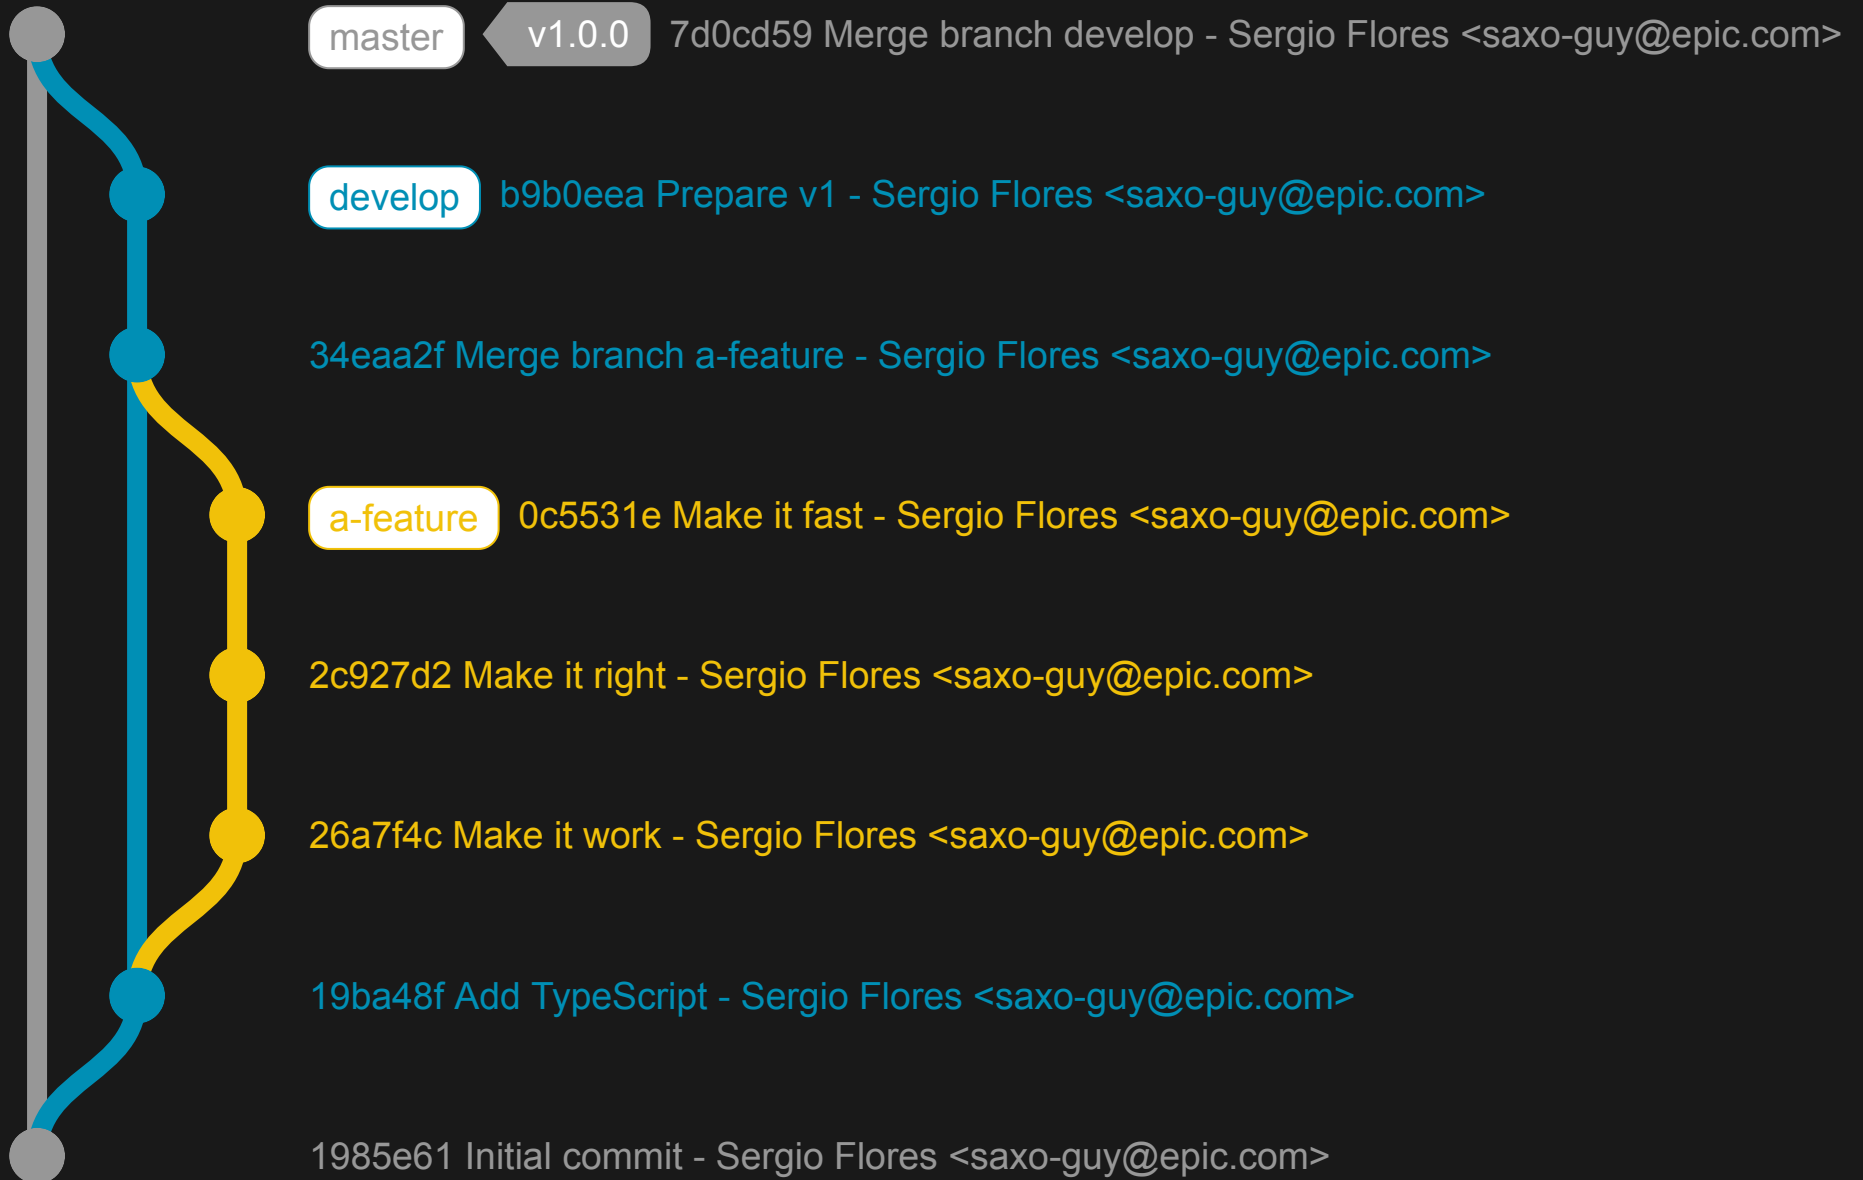 master v1.0.0 7d0cd59 Merge branch develop - Sergio Flores <saxo-guy@epic.com>
develop b9b0eea Prepare v1 - Sergio Flores <saxo-guy@epic.com>
34eaa2f Merge branch a-feature - Sergio Flores <saxo-guy@epic.com>
a-feature 0c5531e Make it fast - Sergio Flores <saxo-guy@epic.com>
2c927d2 Make it right - Sergio Flores <saxo-guy@epic.com>
26a7f4c Make it work - Sergio Flores <saxo-guy@epic.com>
19ba48f Add TypeScript - Sergio Flores <saxo-guy@epic.com>
1985e61 Initial commit - Sergio Flores <saxo-guy@epic.com>